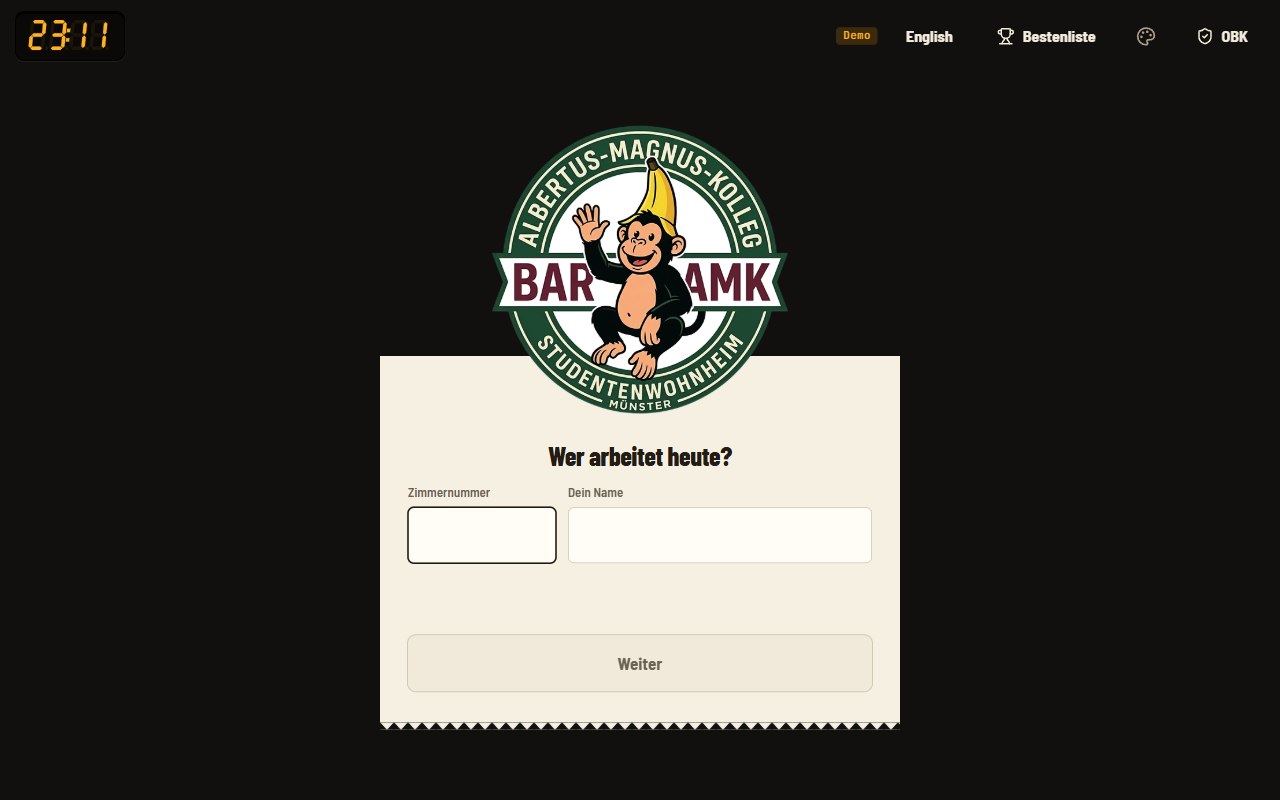 23:11
Demo
English
Bestenliste
OBK
ALBERTUS-MAGNUS-KOLLEG
BAR AMK
STUDENTENWOHNHEIM
MÜNSTER
Wer arbeitet heute?
Zimmernummer
Dein Name
Weiter